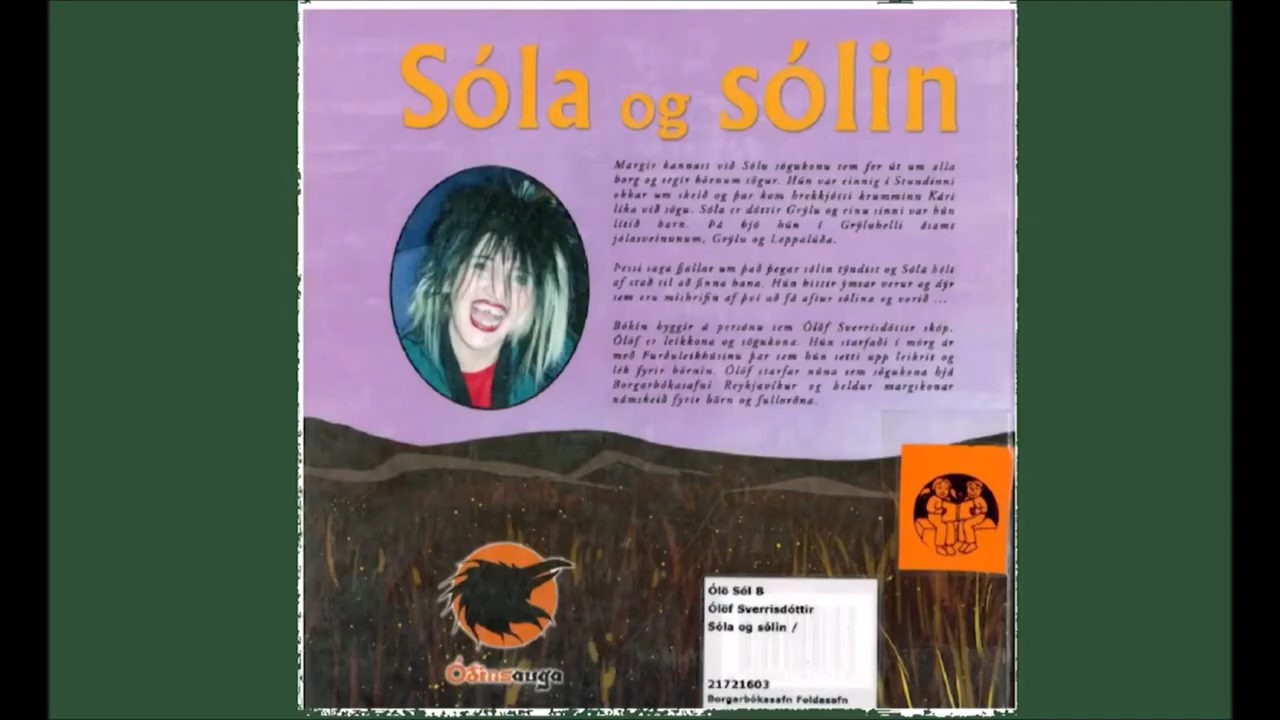 Sóla og sólin
Margir kannast við Sólu sögukonu sem fer út um alla
borg og segir börnum sögur. Hún var einnig í Stundinni
okkar um skeið og þar kom hrekkjótti krumminn Kári
líka við sögu. Sóla er dóttir Grýlu og einu sinni var hún
lítið barn. Þá bjó hún í Grýluhelli ásamt
jólasveinunum, Grýlu og Leppalúða.
Þessi saga fjallar um það þegar sólin týndist og Sóla hélt
af stað til að finna hana. Hún hittir ýmsar verur og dýr
sem eru mishrifin af því að fá aftur sólina og vorið ...
Bókin byggir á persónu sem Ólöf Sverrisdóttir skóp.
Ólöf er leikkona og sögukona. Hún starfaði í mörg ár
með Furðuleikhúsinu þar sem hún setti upp leikrit og
lék fyrir börnin. Ólöf starfar núna sem sögukona hjá
Borgarbókasafni Reykjavíkur og heldur margskonar
námskeið fyrir börn og fullorðna.
Óðinsauga
Ólö Sól B
Ólöf Sverrisdóttir
Sóla og sólin /
21721603
Borgarbókasafn Foldasafn